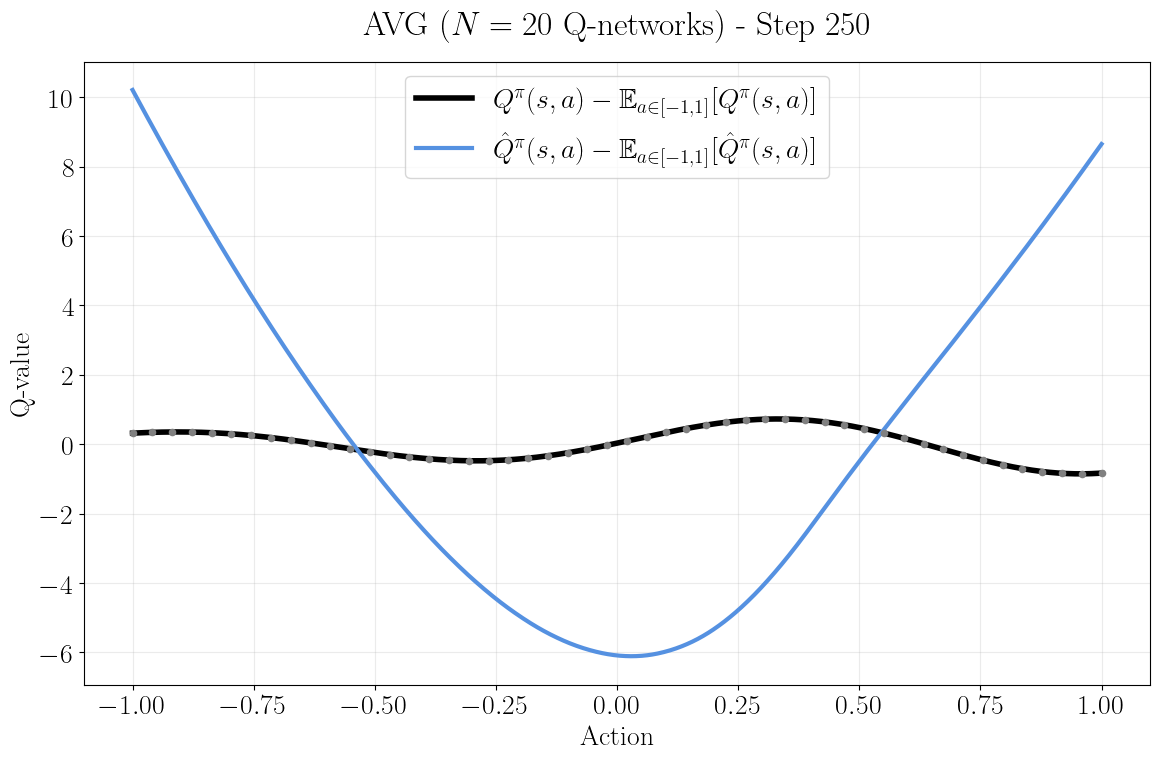 AVG (N = 20 Q-networks) - Step 250
Q^π(s, a) − 𝔼_{a∈[−1,1]}[Q^π(s, a)]
Q̂^π(s, a) − 𝔼_{a∈[−1,1]}[Q̂^π(s, a)]
Q-value
10
8
6
4
2
0
−2
−4
−6
−1.00 −0.75 −0.50 −0.25 0.00 0.25 0.50 0.75 1.00
Action